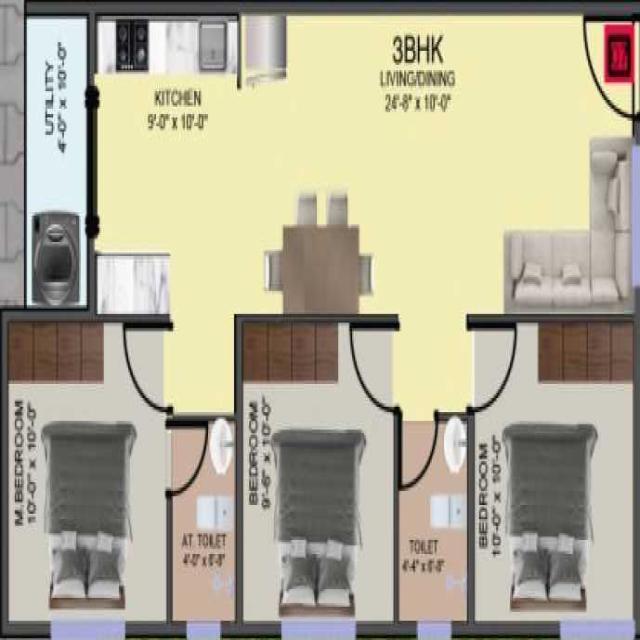 3BHK
LIVING/DINING
24'-8" x 10'-0"
KITCHEN
9'-0" x 10'-0"
UTILITY
4'-0" x 10'-0"
M.BEDROOM
10'-0" x 10'-0"
AT. TOILET
4'-0" x 6'-8"
BEDROOM
9'-6" x 10'-0"
TOILET
4'-4" x 6'-8"
BEDROOM
10'-0" x 10'-0"